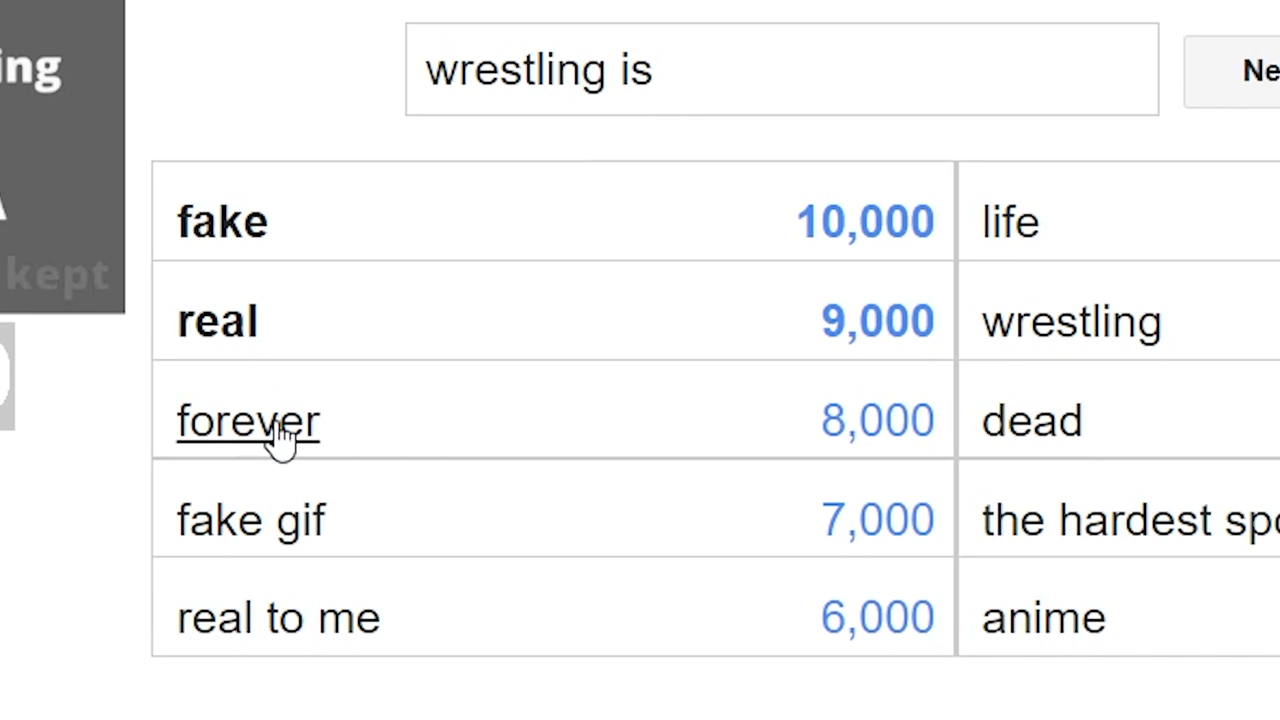 ing
wrestling is
Ne
kept
fake 10,000 life
real 9,000 wrestling
forever 8,000 dead
fake gif 7,000 the hardest spo
real to me 6,000 anime